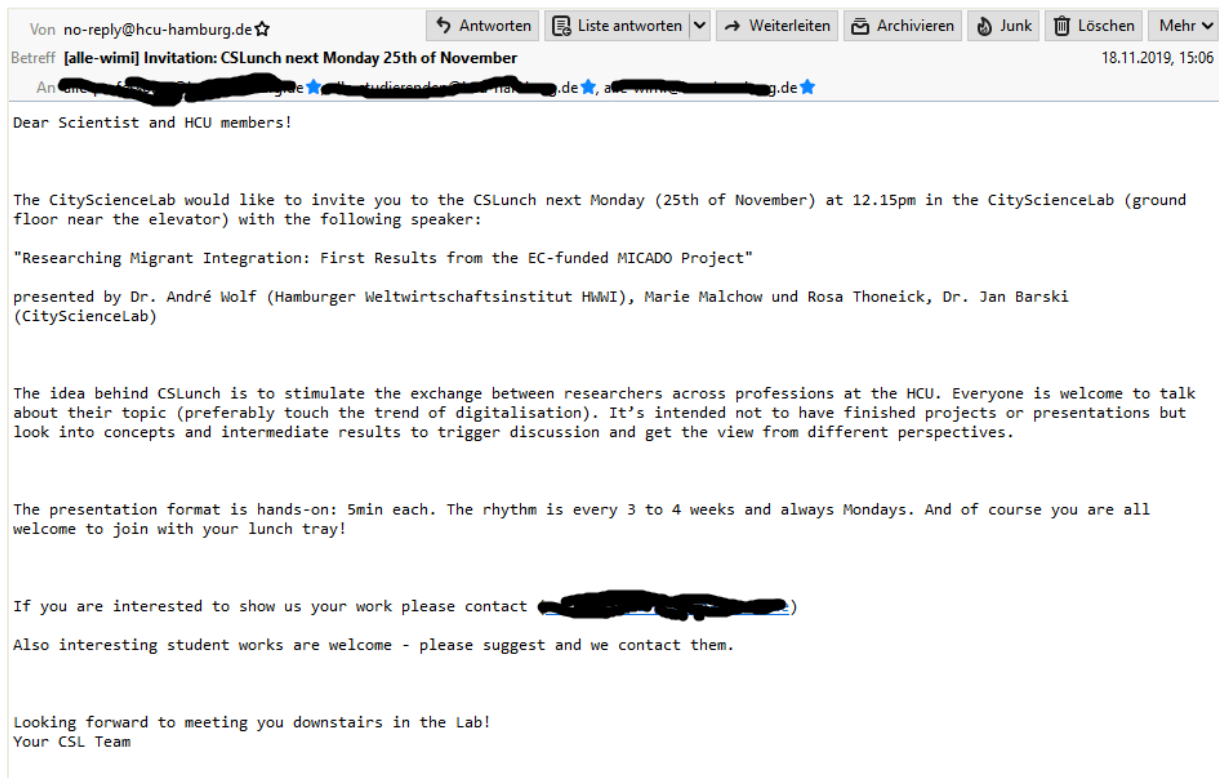 Von no-reply@hcu-hamburg.de Antworten Liste antworten Weiterleiten Archivieren Junk Löschen Mehr
Betreff [alle-wimi] Invitation: CSLunch next Monday 25th of November 18.11.2019, 15:06
An .de, .de, g.de
Dear Scientist and HCU members!
The CityScienceLab would like to invite you to the CSLunch next Monday (25th of November) at 12.15pm in the CityScienceLab (ground
floor near the elevator) with the following speaker:
"Researching Migrant Integration: First Results from the EC-funded MICADO Project"
presented by Dr. André Wolf (Hamburger Weltwirtschaftsinstitut HWWI), Marie Malchow und Rosa Thoneick, Dr. Jan Barski
(CityScienceLab)
The idea behind CSLunch is to stimulate the exchange between researchers across professions at the HCU. Everyone is welcome to talk
about their topic (preferably touch the trend of digitalisation). It’s intended not to have finished projects or presentations but
look into concepts and intermediate results to trigger discussion and get the view from different perspectives.
The presentation format is hands-on: 5min each. The rhythm is every 3 to 4 weeks and always Mondays. And of course you are all
welcome to join with your lunch tray!
If you are interested to show us your work please contact ( )
Also interesting student works are welcome - please suggest and we contact them.
Looking forward to meeting you downstairs in the Lab!
Your CSL Team